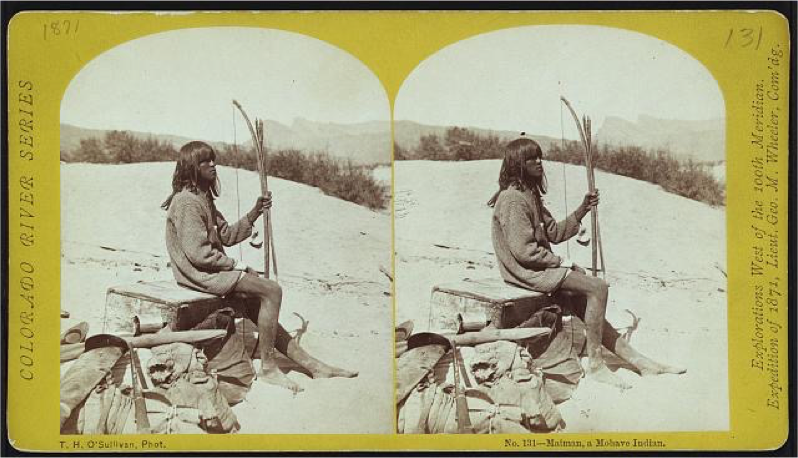 1871
131
COLORADO RIVER SERIES
Explorations West of the 100th Meridian.
Expedition of 1871, Lieut. Geo. M. Wheeler, Com'dg.
T. H. O'Sullivan, Phot.
No. 131—Maiman, a Mohave Indian.